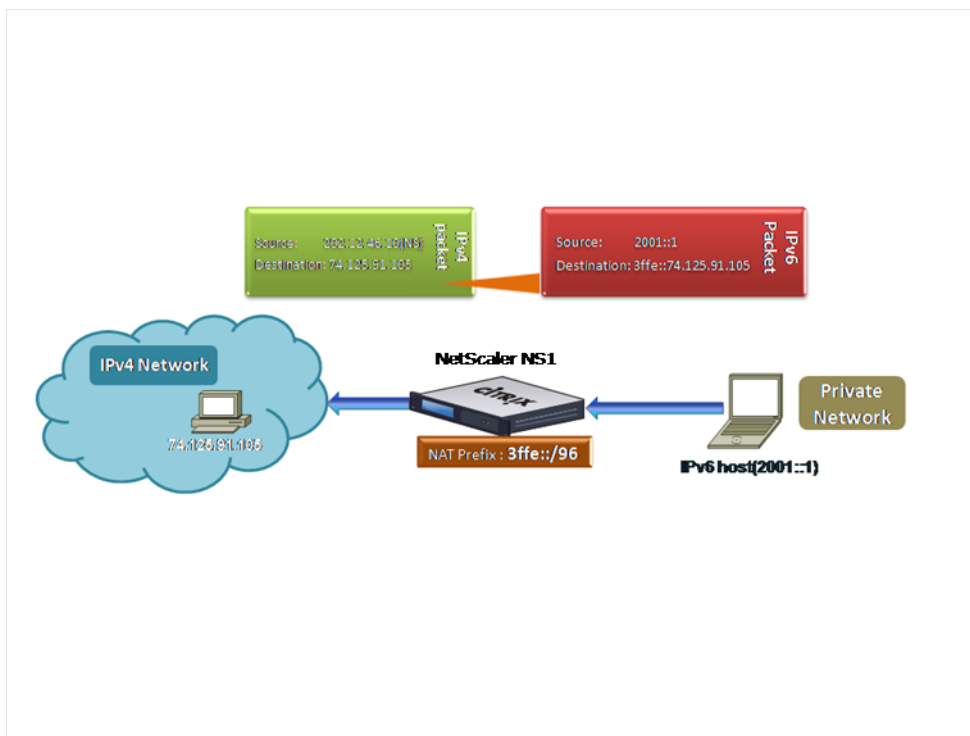 Source: 202.12.46.10(NS)
Destination: 74.125.91.105
IPv4
packet
Source: 2001::1
Destination: 3ffe::74.125.91.105
IPv6
Packet
IPv4 Network
74.125.91.105
NetScaler NS1
CITRIX
NAT Prefix : 3ffe::/96
Private
Network
IPv6 host(2001::1)